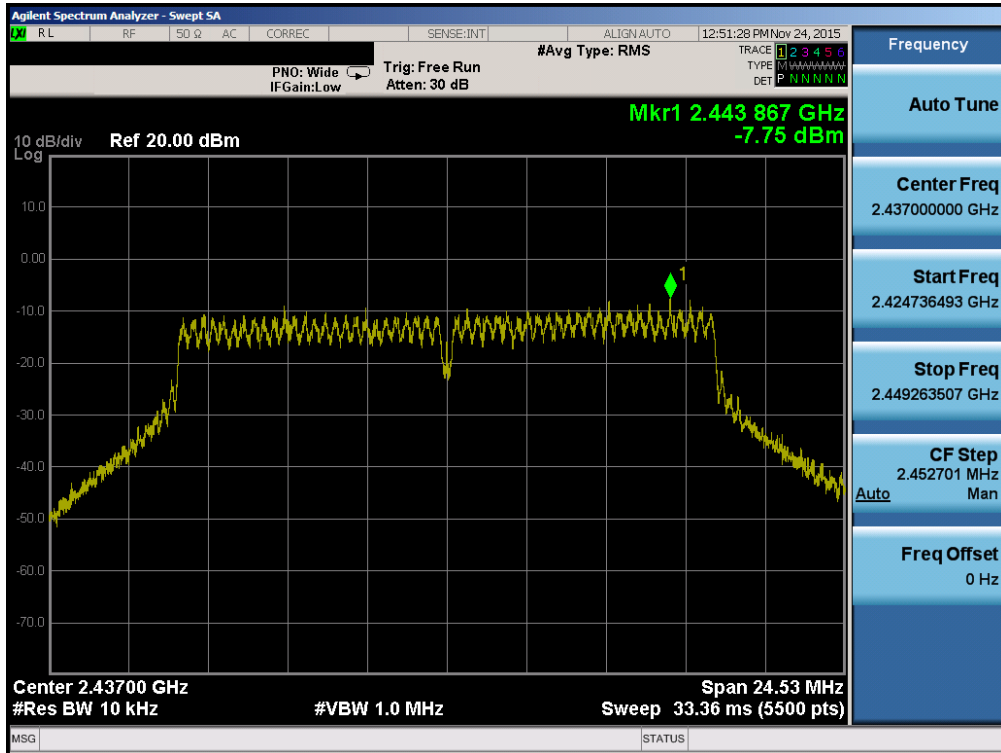 Agilent Spectrum Analyzer - Swept SA
LXI RL RF 50 Ω AC CORREC SENSE:INT ALIGN AUTO 12:51:28 PM Nov 24, 2015
PNO: Wide Trig: Free Run #Avg Type: RMS TRACE 1 2 3 4 5 6
IFGain:Low Atten: 30 dB TYPE M WWWWW
DET P N N N N N
Mkr1 2.443 867 GHz
-7.75 dBm
10 dB/div Ref 20.00 dBm
Log
10.0
0.00
1
-10.0
-20.0
-30.0
-40.0
-50.0
-60.0
-70.0
Center 2.43700 GHz Span 24.53 MHz
#Res BW 10 kHz #VBW 1.0 MHz Sweep 33.36 ms (5500 pts)
MSG STATUS
Frequency
Auto Tune
Center Freq
2.437000000 GHz
Start Freq
2.424736493 GHz
Stop Freq
2.449263507 GHz
CF Step
2.452701 MHz
Auto Man
Freq Offset
0 Hz